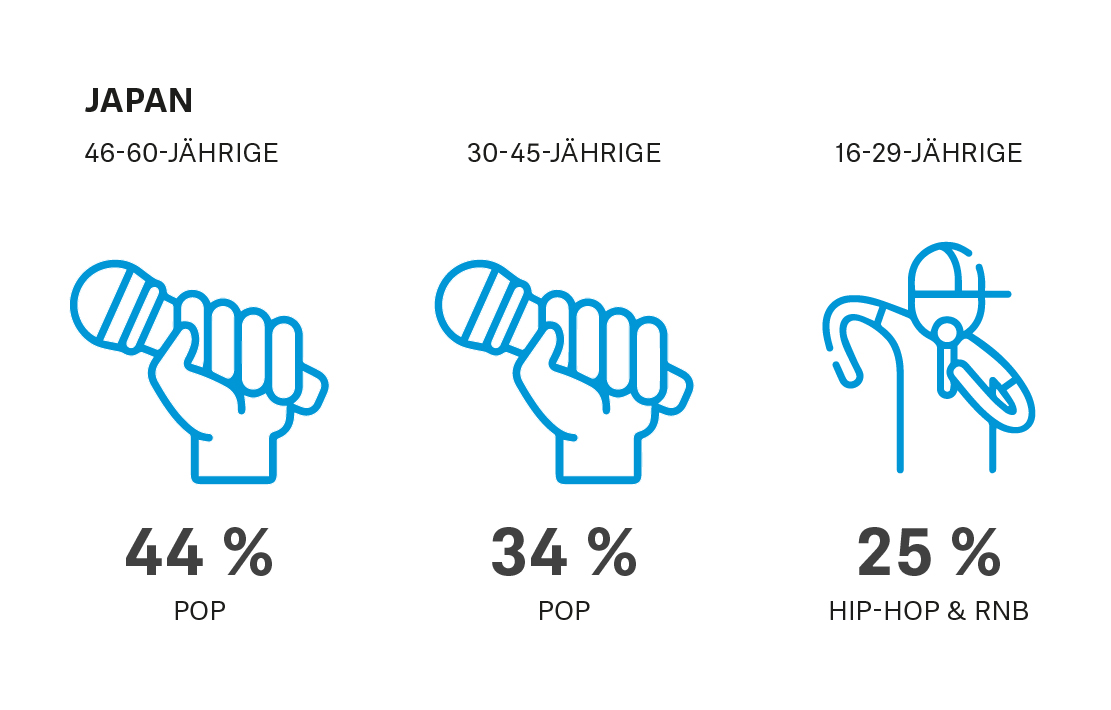 JAPAN
46-60-JÄHRIGE
30-45-JÄHRIGE
16-29-JÄHRIGE
44 %
34 %
25 %
POP
POP
HIP-HOP & RNB